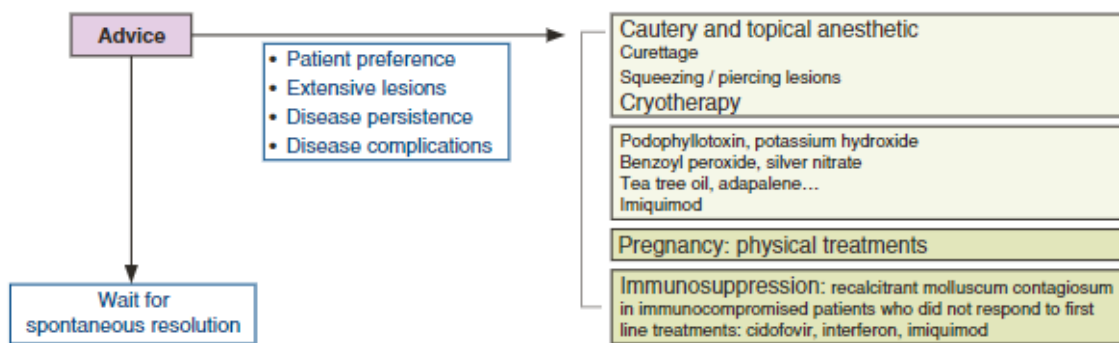 Advice
• Patient preference
• Extensive lesions
• Disease persistence
• Disease complications
Wait for
spontaneous resolution
Cautery and topical anesthetic
Curettage
Squeezing / piercing lesions
Cryotherapy
Podophyllotoxin, potassium hydroxide
Benzoyl peroxide, silver nitrate
Tea tree oil, adapalene…
Imiquimod
Pregnancy: physical treatments
Immunosuppression: recalcitrant molluscum contagiosum
in immunocompromised patients who did not respond to first
line treatments: cidofovir, interferon, imiquimod